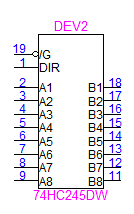 DEV2
19 /G
1 DIR
2 A1 B1 18
3 A2 B2 17
4 A3 B3 16
5 A4 B4 15
6 A5 B5 14
7 A6 B6 13
8 A7 B7 12
9 A8 B8 11
74HC245DW